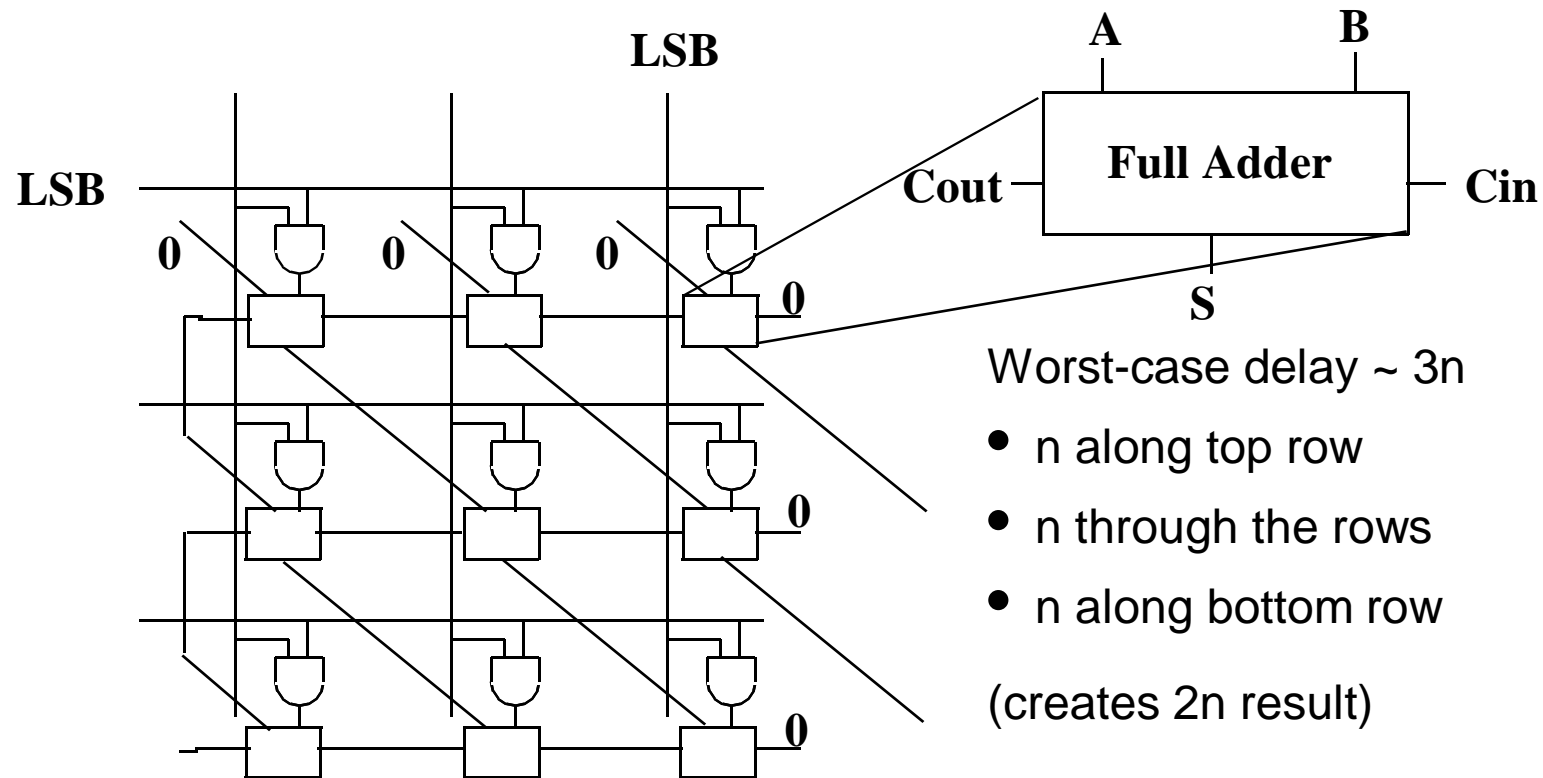 LSB
A
B
LSB
Full Adder
Cout
Cin
0
0
0
0
S
Worst-case delay ~ 3n
• n along top row
0
• n through the rows
• n along bottom row
(creates 2n result)
0